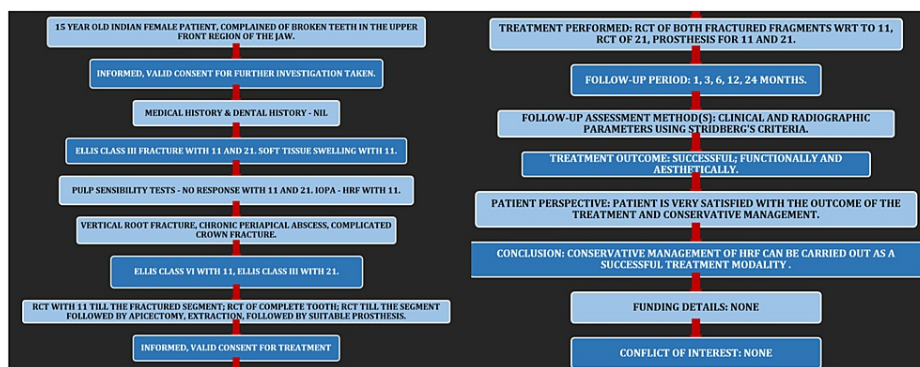 15 YEAR OLD INDIAN FEMALE PATIENT, COMPLAINED OF BROKEN TEETH IN THE UPPER
FRONT REGION OF THE JAW.
INFORMED, VALID CONSENT FOR FURTHER INVESTIGATION TAKEN.
MEDICAL HISTORY & DENTAL HISTORY - NIL
ELLIS CLASS III FRACTURE WITH 11 AND 21. SOFT TISSUE SWELLING WITH 11.
PULP SENSIBILITY TESTS - NO RESPONSE WITH 11 AND 21. IOPA - HRF WITH 11.
VERTICAL ROOT FRACTURE, CHRONIC PERIAPICAL ABSCESS, COMPLICATED
CROWN FRACTURE.
ELLIS CLASS VI WITH 11, ELLIS CLASS III WITH 21.
RCT WITH 11 TILL THE FRACTURED SEGMENT; RCT OF COMPLETE TOOTH; RCT TILL THE SEGMENT
FOLLOWED BY APICECTOMY, EXTRACTION, FOLLOWED BY SUITABLE PROSTHESIS.
INFORMED, VALID CONSENT FOR TREATMENT
TREATMENT PERFORMED: RCT OF BOTH FRACTURED FRAGMENTS WRT TO 11,
RCT OF 21, PROSTHESIS FOR 11 AND 21.
FOLLOW-UP PERIOD: 1, 3, 6, 12, 24 MONTHS.
FOLLOW-UP ASSESSMENT METHOD(S): CLINICAL AND RADIOGRAPHIC
PARAMETERS USING STRIDBERG'S CRITERIA.
TREATMENT OUTCOME: SUCCESSFUL; FUNCTIONALLY AND
AESTHETICALLY.
PATIENT PERSPECTIVE: PATIENT IS VERY SATISFIED WITH THE OUTCOME OF THE
TREATMENT AND CONSERVATIVE MANAGEMENT.
CONCLUSION: CONSERVATIVE MANAGEMENT OF HRF CAN BE CARRIED OUT AS A
SUCCESSFUL TREATMENT MODALITY .
FUNDING DETAILS: NONE
CONFLICT OF INTEREST: NONE